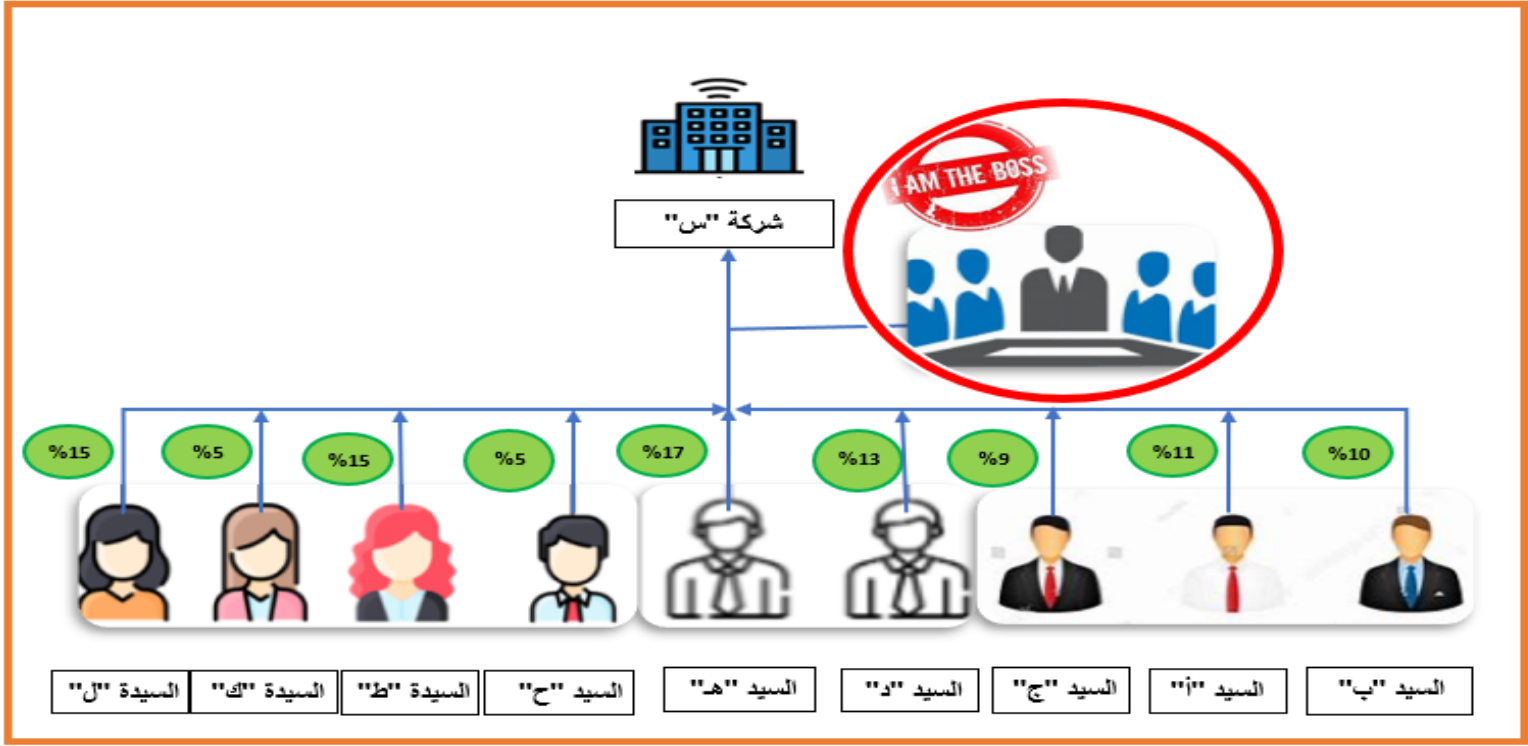 I AM THE BOSS
شركة "س"
%15
%5
%15
%5
%17
%13
%9
%11
%10
السيدة "ل"
السيدة "ك"
السيدة "ط"
السيد "ح"
السيد "هـ"
السيد "د"
السيد "ج"
السيد "أ"
السيد "ب"